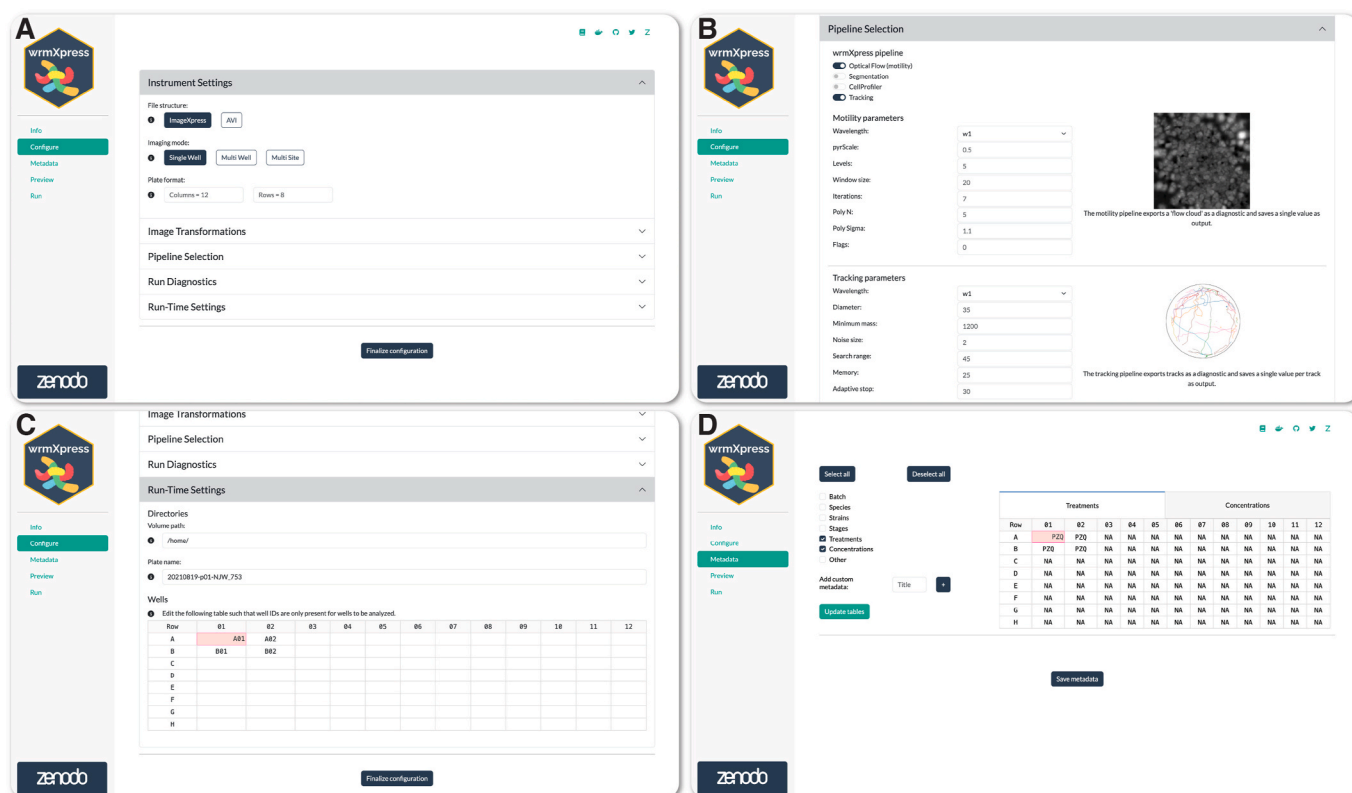 A
wrmXpress
Info
Configure
Metadata
Preview
Run
zenodo
Z
Instrument Settings
File structure:
ImageXpress AVI
Imaging mode:
Single Well Multi Well Multi Site
Plate format:
Columns = 12 Rows = 8
Image Transformations
Pipeline Selection
Run Diagnostics
Run-Time Settings
Finalize configuration
B
wrmXpress
Info
Configure
Metadata
Preview
Run
zenodo
Pipeline Selection
wrmXpress pipeline
Optical Flow (motility)
Segmentation
CellProfiler
Tracking
Motility parameters
Wavelength: w1
pyrScale: 0.5
Levels: 5
Window size: 20
Iterations: 7
Poly N: 5
Poly Sigma: 1.1
Flags: 0
The motility pipeline exports a 'flow cloud' as a diagnostic and saves a single value as
output.
Tracking parameters
Wavelength: w1
Diameter: 35
Minimum mass: 1200
Noise size: 2
Search range: 45
Memory: 25
Adaptive stop: 30
The tracking pipeline exports tracks as a diagnostic and saves a single value per track
as output.
C
wrmXpress
Info
Configure
Metadata
Preview
Run
zenodo
Image Transformations
Pipeline Selection
Run Diagnostics
Run-Time Settings
Directories
Volume path:
/home/
Plate name:
20210819-p01-NJW_753
Wells
Edit the following table such that well IDs are only present for wells to be analyzed.
Row 01 02 03 04 05 06 07 08 09 10 11 12
A A01 A02
B B01 B02
C
D
E
F
G
H
Finalize configuration
D
wrmXpress
Info
Configure
Metadata
Preview
Run
zenodo
Z
Select all Deselect all
Batch
Species
Strains
Stages
Treatments
Concentrations
Other
Add custom
metadata:
Title +
Update tables
Treatments Concentrations
Row 01 02 03 04 05 06 07 08 09 10 11 12
A PZQ PZQ NA NA NA NA NA NA NA NA NA NA
B PZQ PZQ NA NA NA NA NA NA NA NA NA NA
C NA NA NA NA NA NA NA NA NA NA NA NA
D NA NA NA NA NA NA NA NA NA NA NA NA
E NA NA NA NA NA NA NA NA NA NA NA NA
F NA NA NA NA NA NA NA NA NA NA NA NA
G NA NA NA NA NA NA NA NA NA NA NA NA
H NA NA NA NA NA NA NA NA NA NA NA NA
Save metadata